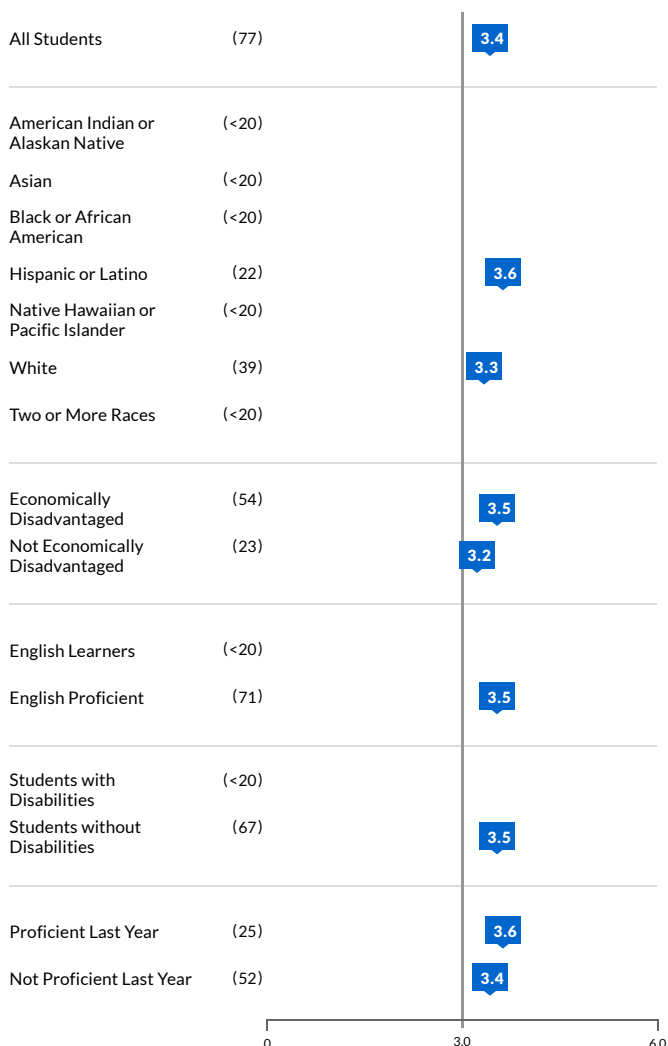 All Students (77) 3.4
American Indian or (<20)
Alaskan Native
Asian (<20)
Black or African (<20)
American
Hispanic or Latino (22) 3.6
Native Hawaiian or (<20)
Pacific Islander
White (39) 3.3
Two or More Races (<20)
Economically (54) 3.5
Disadvantaged
Not Economically (23) 3.2
Disadvantaged
English Learners (<20)
English Proficient (71) 3.5
Students with (<20)
Disabilities
Students without (67) 3.5
Disabilities
Proficient Last Year (25) 3.6
Not Proficient Last Year (52) 3.4
0 3.0 6.0